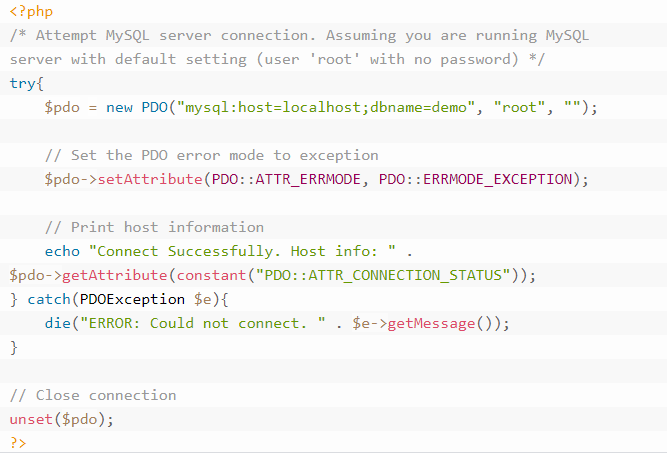 <?php
/* Attempt MySQL server connection. Assuming you are running MySQL
server with default setting (user 'root' with no password) */
try{
    $pdo = new PDO("mysql:host=localhost;dbname=demo", "root", "");

    // Set the PDO error mode to exception
    $pdo->setAttribute(PDO::ATTR_ERRMODE, PDO::ERRMODE_EXCEPTION);

    // Print host information
    echo "Connect Successfully. Host info: " .
$pdo->getAttribute(constant("PDO::ATTR_CONNECTION_STATUS"));
} catch(PDOException $e){
    die("ERROR: Could not connect. " . $e->getMessage());
}

// Close connection
unset($pdo);
?>